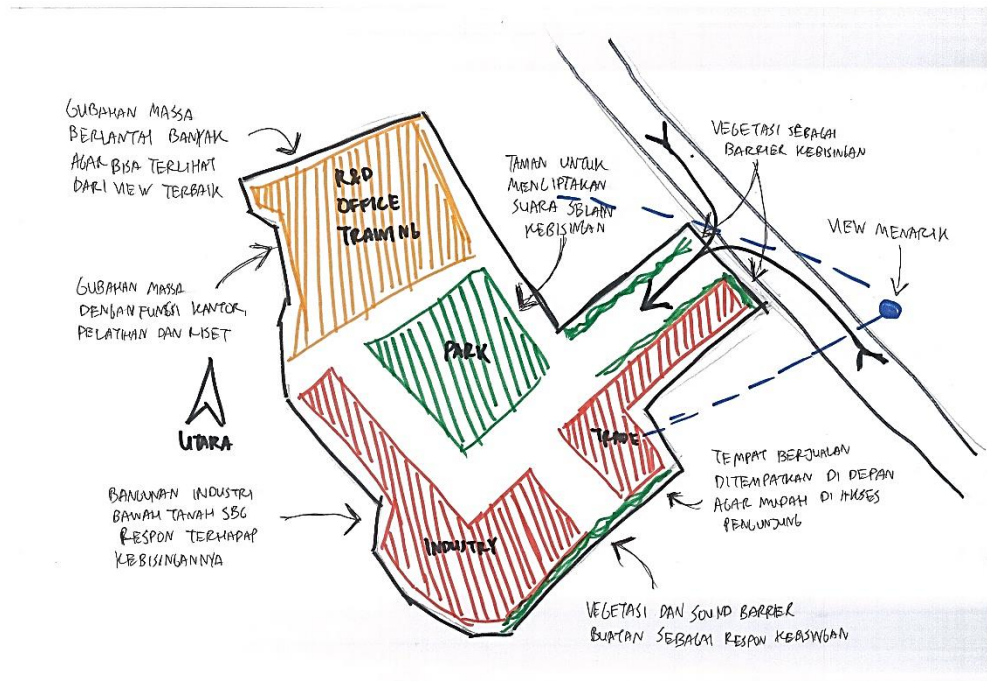 GUBAHAN MASSA
BERLANTAI BANYAK
AGAR BISA TERLIHAT
DARI VIEW TERBAIK
R&D
OFFICE
TRAINING
TAMAN UNTUK
MENCIPTAKAN
SUARA SELAIN
KEBISINGAN
VEGETASI SEBAGAI
BARRIER KEBISINGAN
VIEW MENARIK
GUBAHAN MASSA
DENGAN FUNGSI KANTOR,
PELATIHAN DAN RISET
PARK
UTARA
TRADE
TEMPAT BERJUALAN
DITEMPATKAN DI DEPAN
AGAR MUDAH DI AKSES
PENGUNJUNG
BANGUNAN INDUSTRI
BAWAH TANAH SBG
RESPON TERHADAP
KEBISINGANNYA
INDUSTRY
VEGETASI DAN SOUND BARRIER
BUATAN SEBAGAI RESPON KEBISINGAN